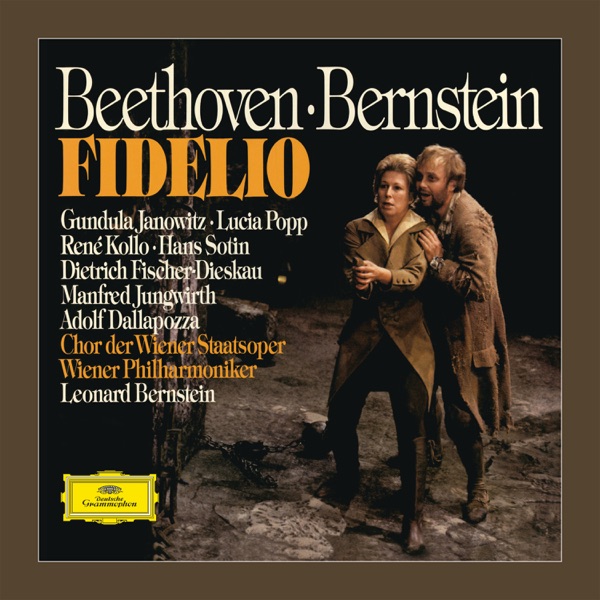 Beethoven·Bernstein
FIDELIO
Gundula Janowitz·Lucia Popp
René Kollo·Hans Sotin
Dietrich Fischer-Dieskau
Manfred Jungwirth
Adolf Dallapozza
Chor der Wiener Staatsoper
Wiener Philharmoniker
Leonard Bernstein
Deutsche
Grammophon